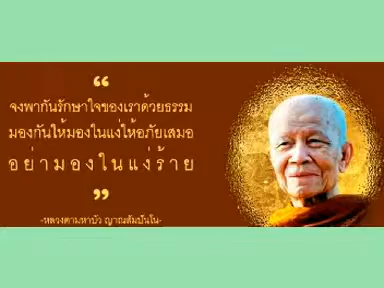 “
จงพากันรักษาใจของเราด้วยธรรม
มองกันให้มองในแง่ให้อภัยเสมอ
อย่ามองในแง่ร้าย
”
-หลวงตามหาบัว ญาณสัมปันโน-